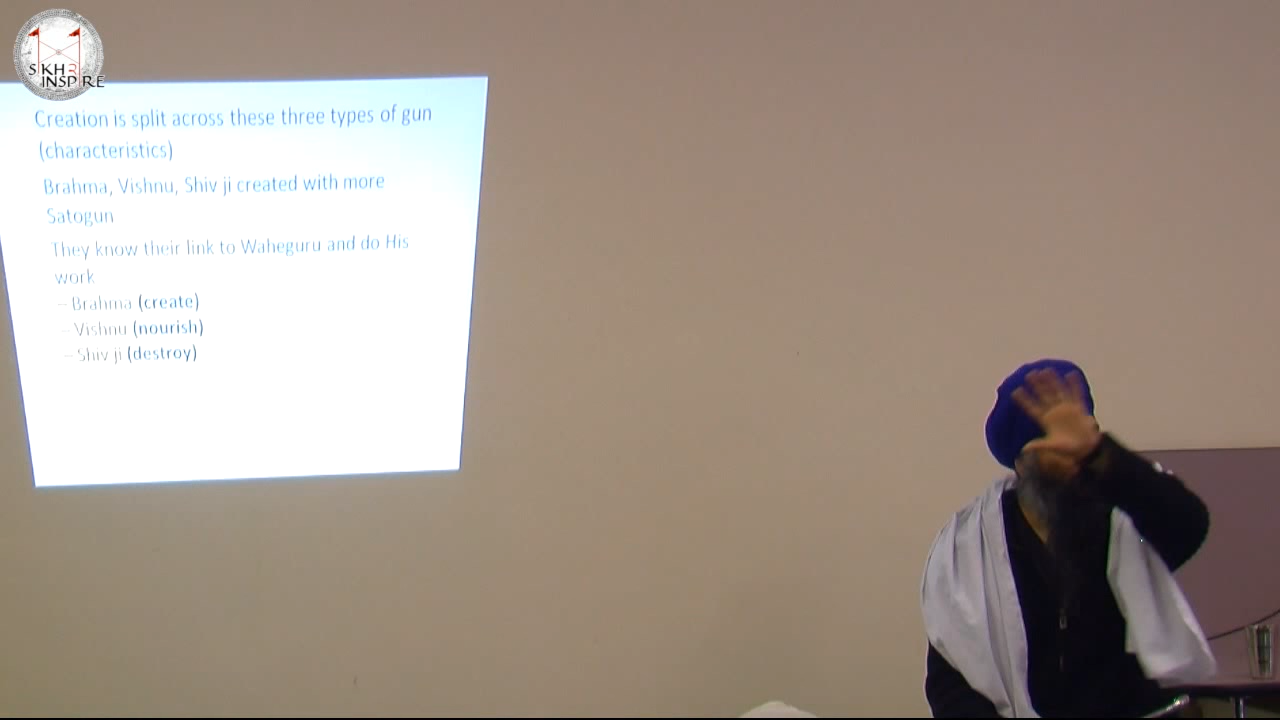 SIKHR
INSPIRE
Creation is split across these three types of gun
(characteristics)
Brahma, Vishnu, Shiv ji created with more
Satogun
They know their link to Waheguru and do His
work
– Brahma (create)
– Vishnu (nourish)
– Shiv ji (destroy)